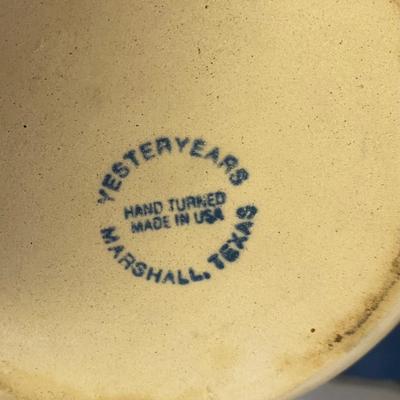 YESTERYEARS
HAND TURNED
MADE IN USA
MARSHALL, TEXAS